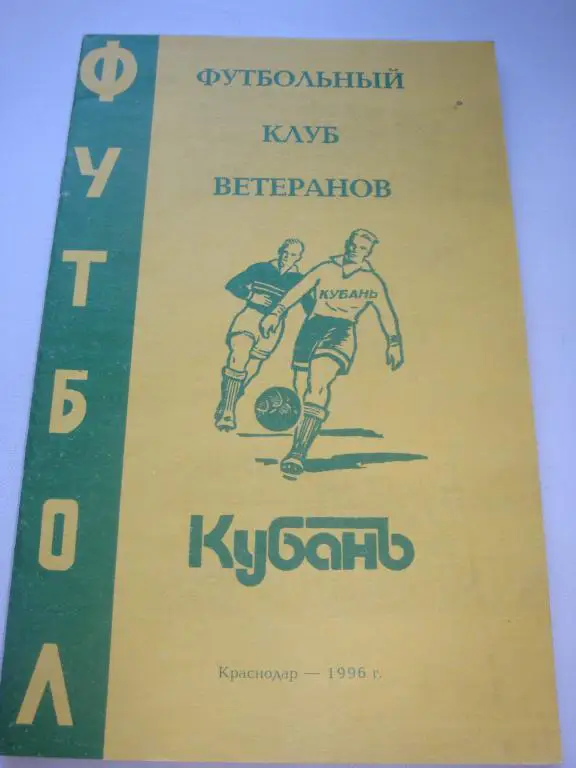 ФУТБОЛ
ФУТБОЛЬНЫЙ
КЛУБ
ВЕТЕРАНОВ
КУБАНЬ
Кубань
Краснодар — 1996 г.